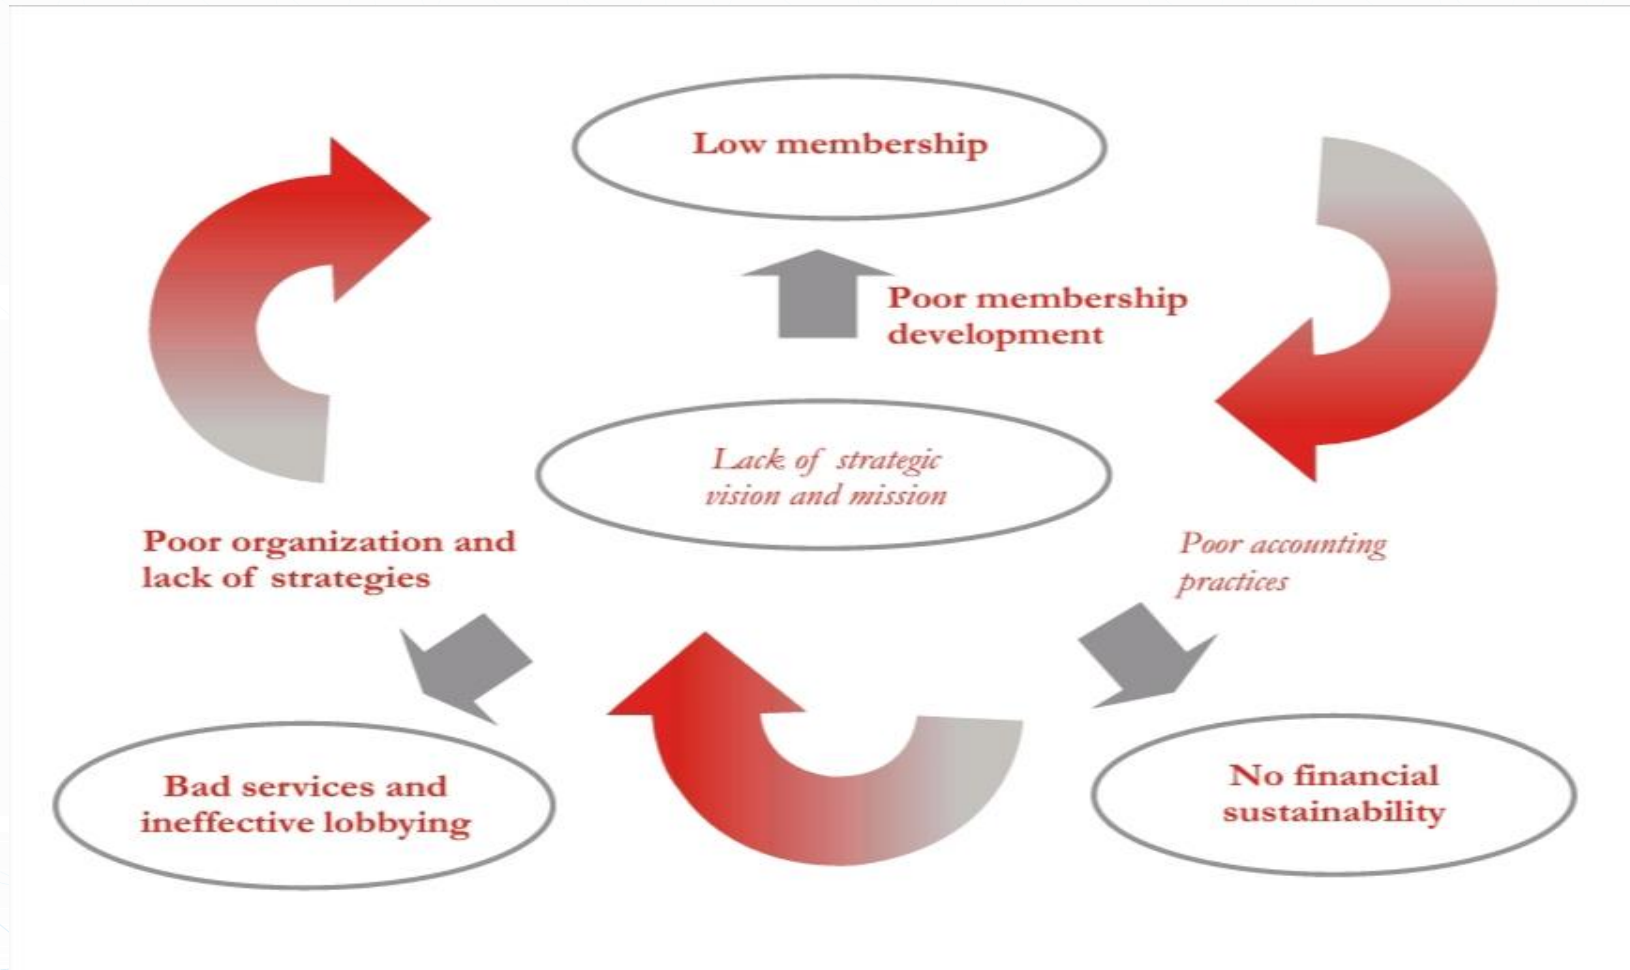 Low membership
Poor membership
development
Lack of strategic
vision and mission
Poor organization and
lack of strategies
Poor accounting
practices
Bad services and
ineffective lobbying
No financial
sustainability